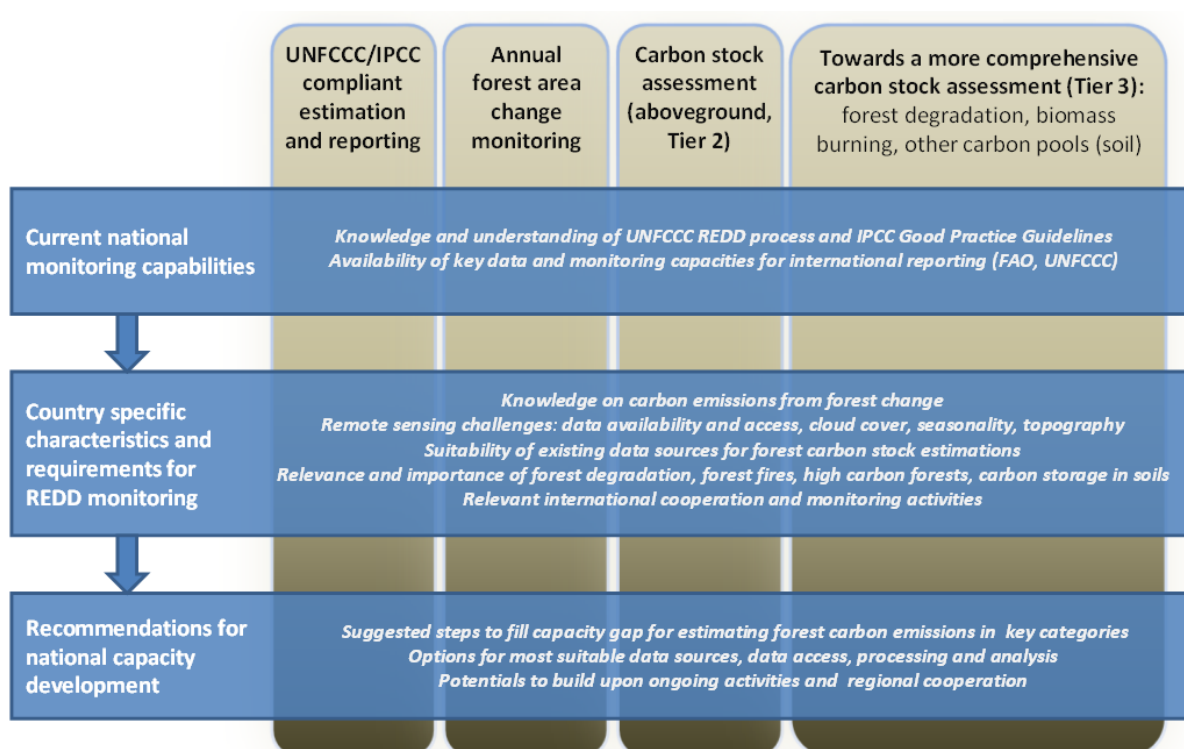 UNFCCC/IPCC
compliant
estimation
and reporting
Annual
forest area
change
monitoring
Carbon stock
assessment
(aboveground,
Tier 2)
Towards a more comprehensive
carbon stock assessment (Tier 3):
forest degradation, biomass
burning, other carbon pools (soil)
Current national
monitoring capabilities
Knowledge and understanding of UNFCCC REDD process and IPCC Good Practice Guidelines
Availability of key data and monitoring capacities for international reporting (FAO, UNFCCC)
Country specific
characteristics and
requirements for
REDD monitoring
Knowledge on carbon emissions from forest change
Remote sensing challenges: data availability and access, cloud cover, seasonality, topography
Suitability of existing data sources for forest carbon stock estimations
Relevance and importance of forest degradation, forest fires, high carbon forests, carbon storage in soils
Relevant international cooperation and monitoring activities
Recommendations for
national capacity
development
Suggested steps to fill capacity gap for estimating forest carbon emissions in key categories
Options for most suitable data sources, data access, processing and analysis
Potentials to build upon ongoing activities and regional cooperation